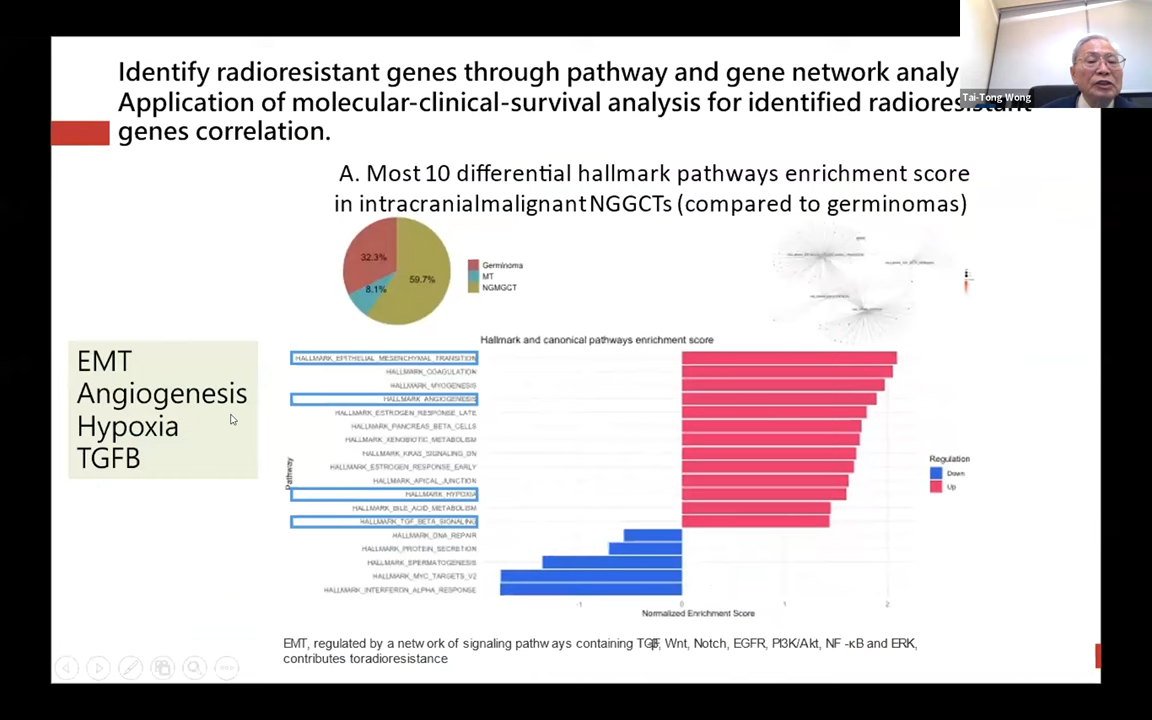 Identify radioresistant genes through pathway and gene network analy
Application of molecular-clinical-survival analysis for identified radioresistant
genes correlation.
Tai-Tong Wong
A. Most 10 differential hallmark pathways enrichment score
in intracranialmalignant NGGCTs (compared to germinomas)
32.3%
8.1%
59.7%
Germinoma
MT
NGMGCT
EMT
Angiogenesis
Hypoxia
TGFB
Hallmark and canonical pathways enrichment score
Pathway
HALLMARK_EPITHELIAL_MESENCHYMAL_TRANSITION
HALLMARK_COAGULATION
HALLMARK_MYOGENESIS
HALLMARK_ANGIOGENESIS
HALLMARK_ESTROGEN_RESPONSE_LATE
HALLMARK_PANCREAS_BETA_CELLS
HALLMARK_XENOBIOTIC_METABOLISM
HALLMARK_KRAS_SIGNALING_DN
HALLMARK_ESTROGEN_RESPONSE_EARLY
HALLMARK_APICAL_JUNCTION
HALLMARK_HYPOXIA
HALLMARK_BILE_ACID_METABOLISM
HALLMARK_TGF_BETA_SIGNALING
HALLMARK_DNA_REPAIR
HALLMARK_PROTEIN_SECRETION
HALLMARK_SPERMATOGENESIS
HALLMARK_MYC_TARGETS_V2
HALLMARK_INTERFERON_ALPHA_RESPONSE
-1 0 1 2
Normalized Enrichment Score
Regulation
Down
Up
EMT, regulated by a network of signaling pathways containing TGFβ, Wnt, Notch, EGFR, PI3K/Akt, NF -κB and ERK,
contributes toradioresistance